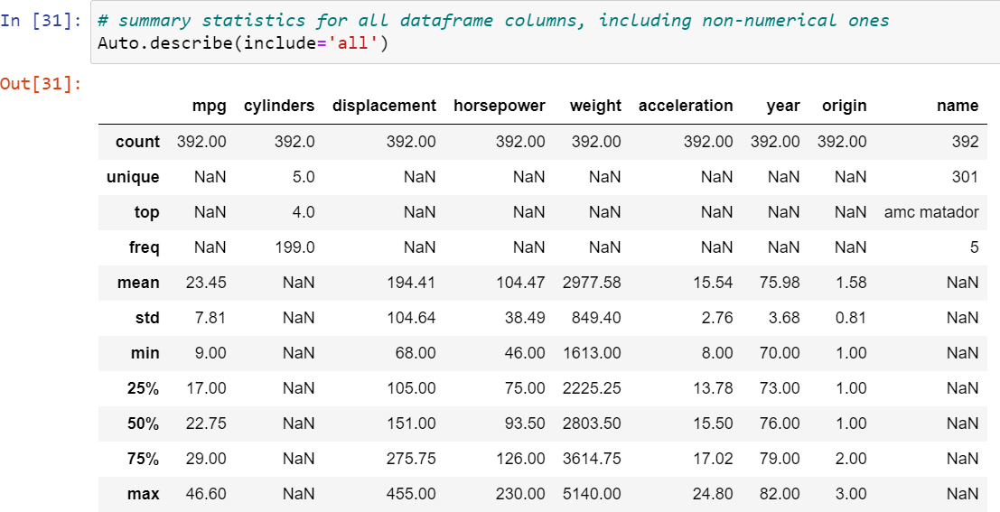 In [31]: # summary statistics for all dataframe columns, including non-numerical ones
Auto.describe(include='all')
Out[31]:
mpg cylinders displacement horsepower weight acceleration year origin name
count 392.00 392.0 392.00 392.00 392.00 392.00 392.00 392.00 392
unique NaN 5.0 NaN NaN NaN NaN NaN NaN 301
top NaN 4.0 NaN NaN NaN NaN NaN NaN amc matador
freq NaN 199.0 NaN NaN NaN NaN NaN NaN 5
mean 23.45 NaN 194.41 104.47 2977.58 15.54 75.98 1.58 NaN
std 7.81 NaN 104.64 38.49 849.40 2.76 3.68 0.81 NaN
min 9.00 NaN 68.00 46.00 1613.00 8.00 70.00 1.00 NaN
25% 17.00 NaN 105.00 75.00 2225.25 13.78 73.00 1.00 NaN
50% 22.75 NaN 151.00 93.50 2803.50 15.50 76.00 1.00 NaN
75% 29.00 NaN 275.75 126.00 3614.75 17.02 79.00 2.00 NaN
max 46.60 NaN 455.00 230.00 5140.00 24.80 82.00 3.00 NaN